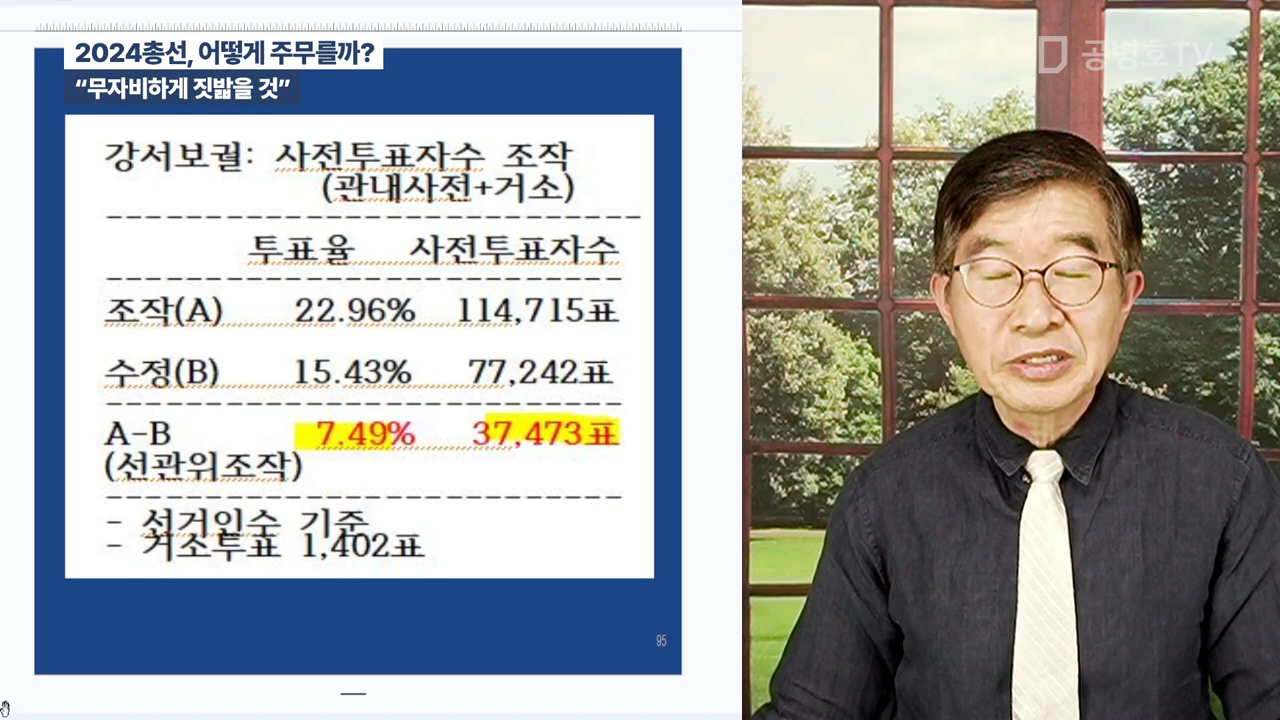 2024총선, 어떻게 주무를까?
“무자비하게 짓밟을 것”
공병호TV
강서보궐: 사전투표자수 조작
(관내사전+거소)
투표율 사전투표자수
조작(A) 22.96% 114,715표
수정(B) 15.43% 77,242표
A-B 7.49% 37,473표
(선관위조작)
- 선거인수 기준
- 거소투표 1,402표
95